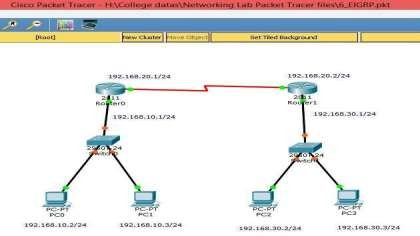 Cisco Packet Tracer - H:\College datas\Networking Lab Packet Tracer files\6_EIGRP.pkt
[Root] New Cluster Move Object Set Tiled Background
192.168.20.1/24 192.168.20.2/24
2811 2811
Router0 Router1
192.168.10.1/24 192.168.30.1/24
2950-24 2950-24
Switch0
PC-PT PC-PT PC-PT PC-PT
PC0 PC1 PC2 PC3
192.168.10.2/24 192.168.10.3/24 192.168.30.2/24 192.168.30.3/24